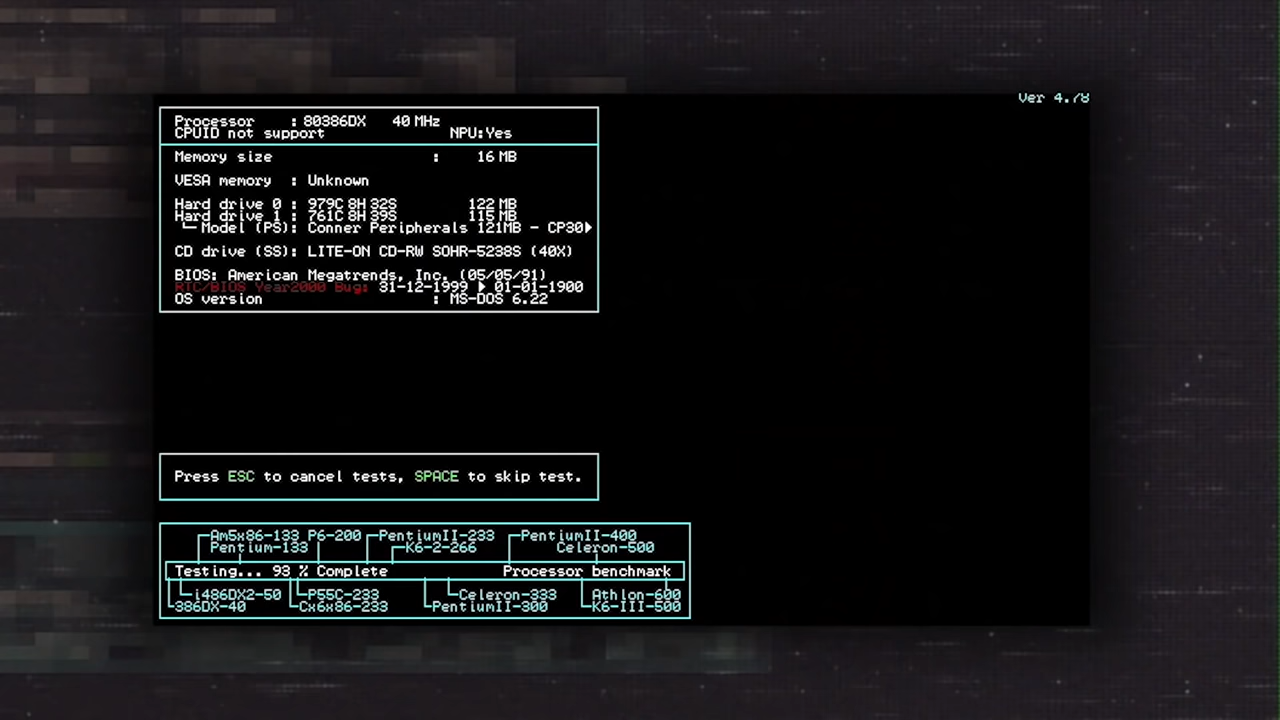 Ver 4.78
Processor : 80386DX 40 MHz
CPUID not support NPU:Yes
Memory size : 16 MB
VESA memory : Unknown
Hard drive 0 : 979C 8H 32S 122 MB
Hard drive 1 : 761C 8H 39S 115 MB
└─Model (PS): Conner Peripherals 121MB - CP30▶
CD drive (SS): LITE-ON CD-RW SOHR-5238S (40X)
BIOS: American Megatrends, Inc. (05/05/91)
RTC/BIOS Year2000 Bug: 31-12-1999 ▶ 01-01-1900
OS version : MS-DOS 6.22
Press ESC to cancel tests, SPACE to skip test.
Am5x86-133 P6-200 PentiumII-233 PentiumII-400
Pentium-133 K6-2-266 Celeron-500
Testing... 93 % Complete Processor benchmark
i486DX2-50 P55C-233 Celeron-333 Athlon-600
386DX-40 Cx6x86-233 PentiumII-300 K6-III-500